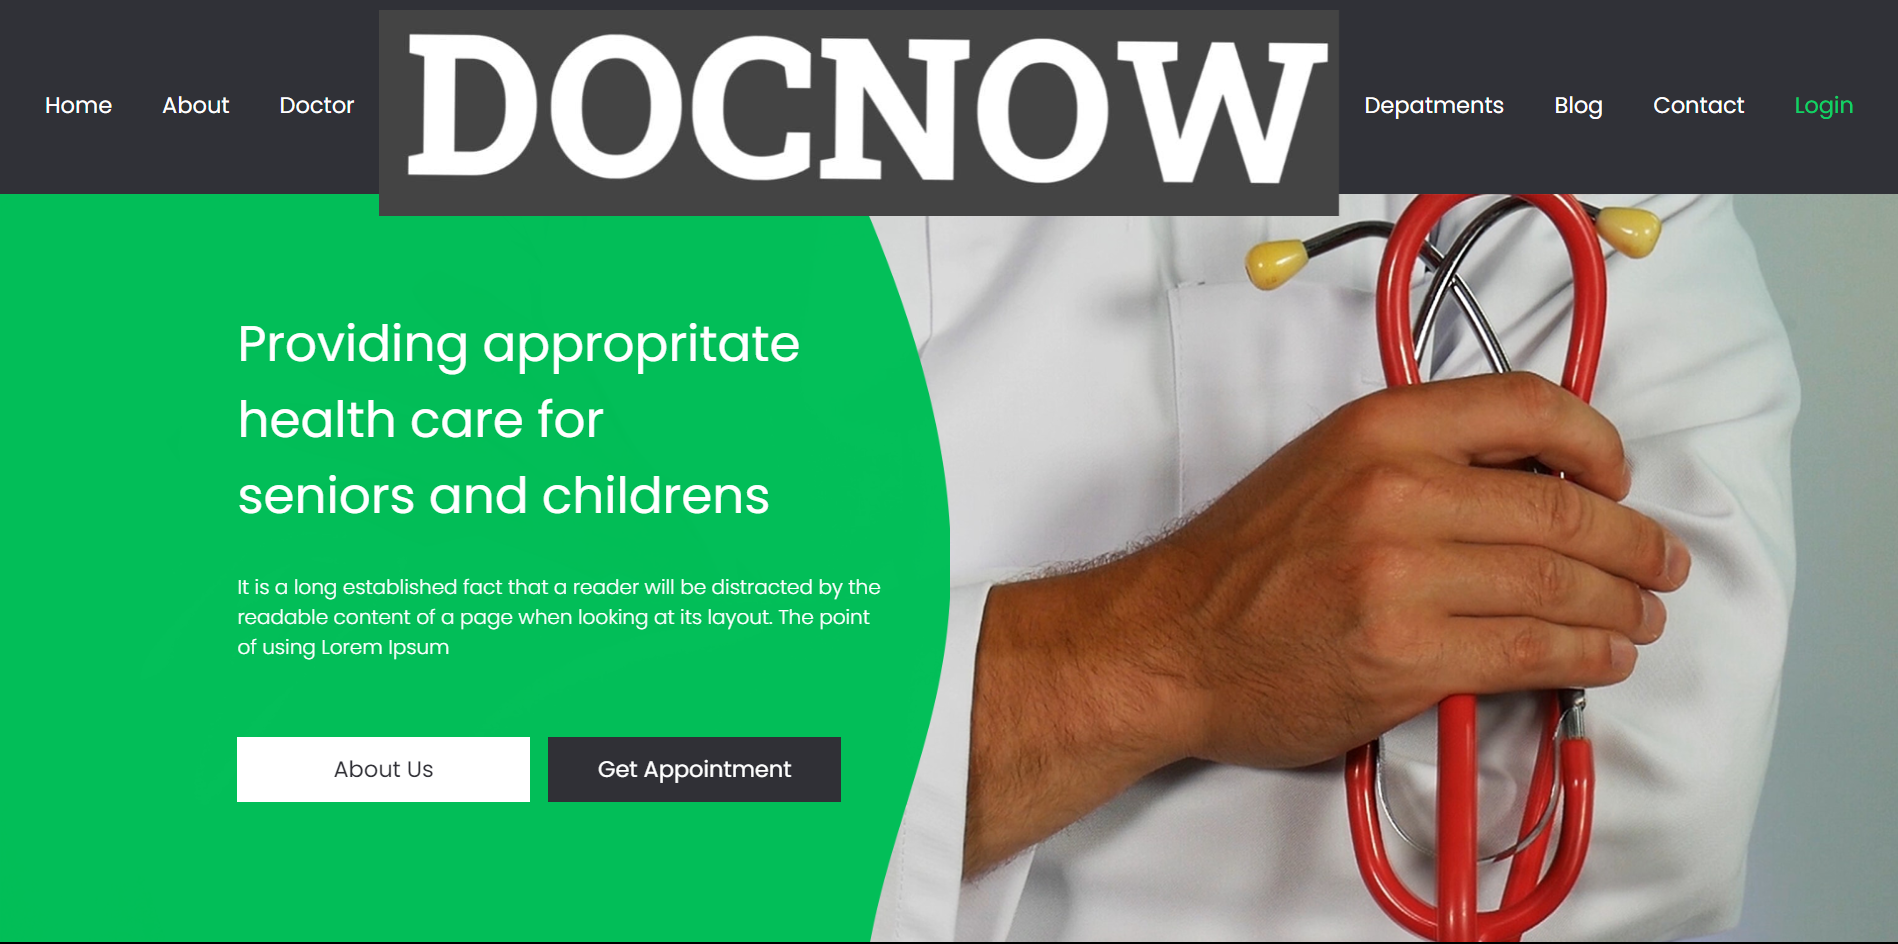 Home
About
Doctor
DOCNOW
Depatments
Blog
Contact
Login
Providing appropritate
health care for
seniors and childrens
It is a long established fact that a reader will be distracted by the
readable content of a page when looking at its layout. The point
of using Lorem Ipsum
About Us
Get Appointment